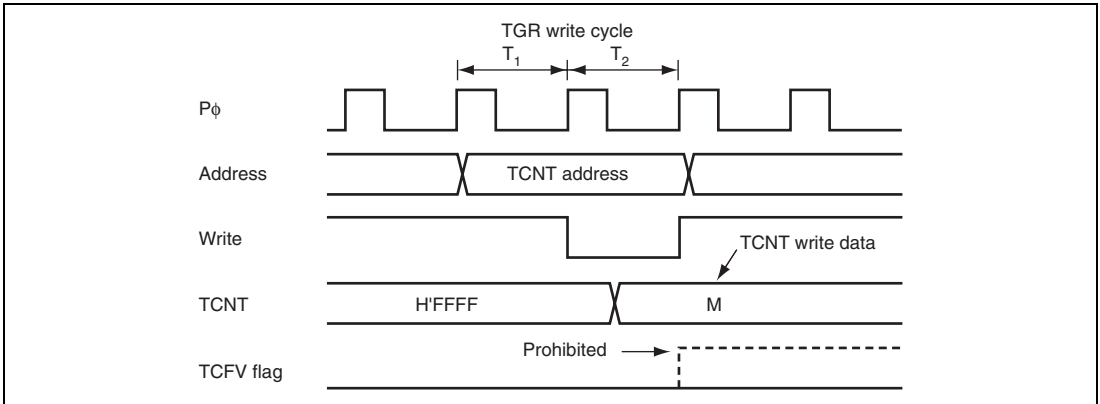 TGR write cycle
T1 T2
Pϕ
Address TCNT address
Write
TCNT write data
TCNT H'FFFF M
Prohibited
TCFV flag